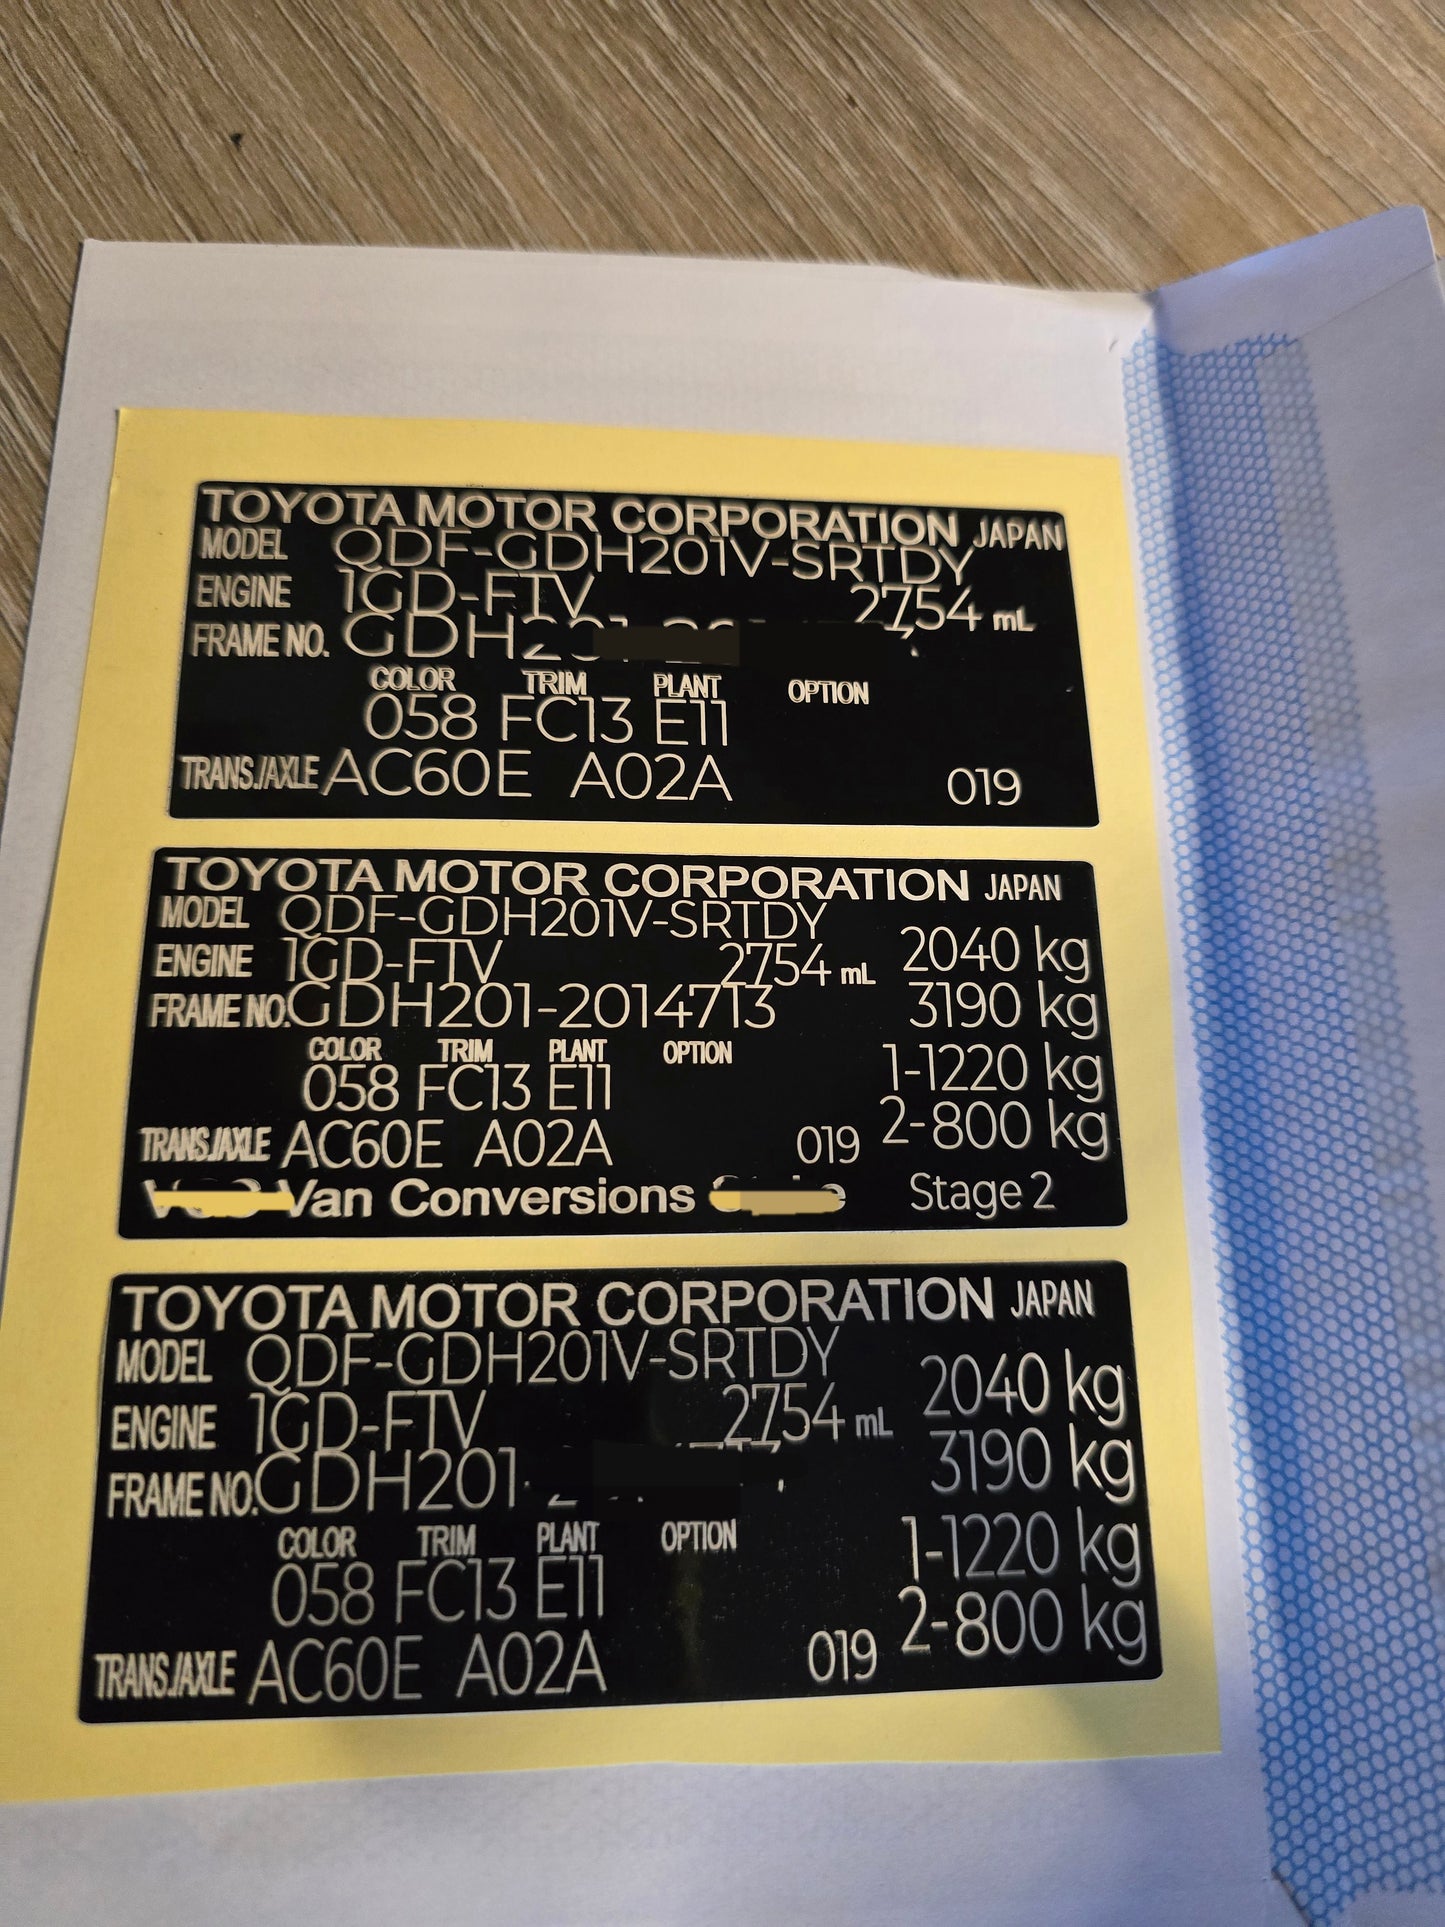 TOYOTA MOTOR CORPORATION JAPAN
MODEL QDF-GDH201V-SRTDY
ENGINE 1GD-FTV 2754 mL
FRAME NO.
COLOR TRIM PLANT OPTION
058 FC13 E11
TRANS./AXLE AC60E A02A 019
TOYOTA MOTOR CORPORATION JAPAN
MODEL QDF-GDH201V-SRTDY
ENGINE 1GD-FTV 2754 mL 2040 kg
FRAME NO. GDH201-2014713 3190 kg
COLOR TRIM PLANT OPTION
058 FC13 E11 1-1220 kg
TRANS./AXLE AC60E A02A 019 2-800 kg
Van Conversions Stage 2
TOYOTA MOTOR CORPORATION JAPAN
MODEL QDF-GDH201V-SRTDY
ENGINE 1GD-FTV 2754 mL 2040 kg
FRAME NO. GDH201- 3190 kg
COLOR TRIM PLANT OPTION
058 FC13 E11 1-1220 kg
TRANS./AXLE AC60E A02A 019 2-800 kg